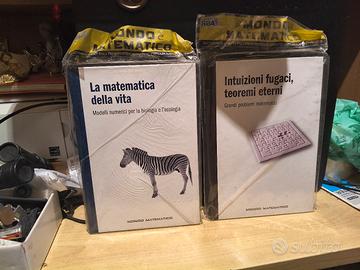 MONDO
MATEMATICO
La matematica
della vita
Modelli numerici per la biologia e l'ecologia
MONDO MATEMATICO
RBA
MONDO
MATEMATICO
Intuizioni fugaci,
teoremi eterni
Grandi problemi matematici
MONDO MATEMATICO
subito.it